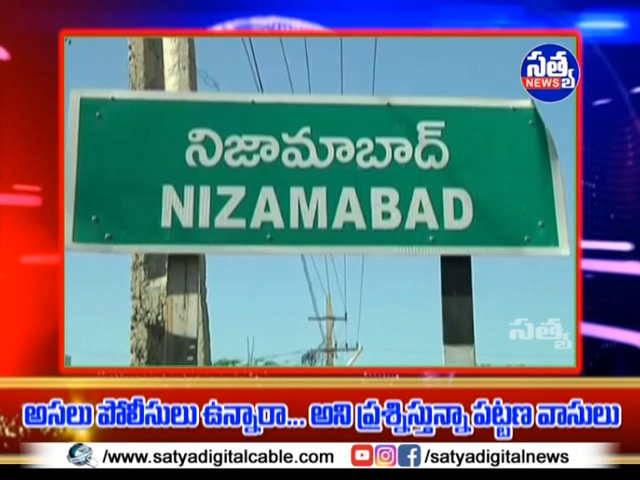 సత్య
NEWS
నిజామాబాద్
NIZAMABAD
సత్య
అసలు పోలీసులు ఉన్నారా... అని ప్రశ్నిస్తున్నా పట్టణ వాసులు
www.satyadigitalcable.com /satyadigitalnews